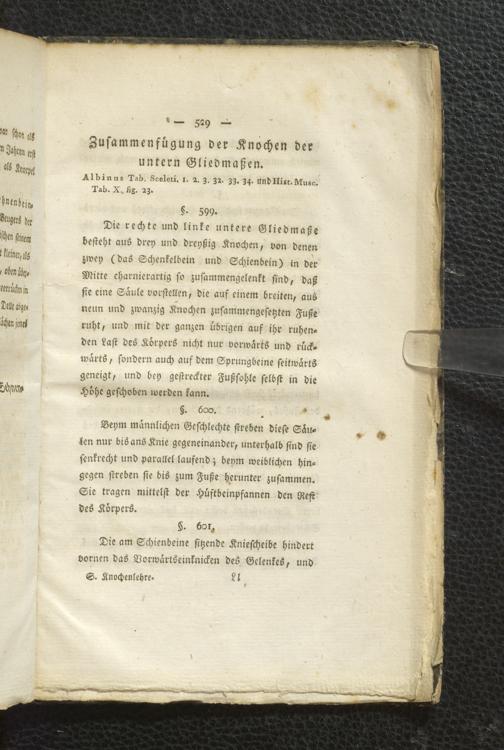 — 529 —
Zusammenfügung der Knochen der
untern Gliedmaßen.
Albinus Tab. Sceleti. 1. 2. 3. 32. 33. 34. und Hist. Musc.
Tab. X. fig. 23.
§. 599.
Die rechte und linke untere Gliedmaße
besteht aus drey und dreyßig Knochen, von denen
zwey (das Schenkelbein und Schienbein) in der
Mitte charnierartig so zusammengelenkt sind, daß
sie eine Säule vorstellen, die auf einem breiten, aus
neun und zwanzig Knochen zusammengesetzten Fuße
ruht, und mit der ganzen übrigen auf ihr ruhen-
den Last des Körpers nicht nur vorwärts und rück-
wärts, sondern auch auf dem Sprungbeine seitwärts
geneigt, und bey gestreckter Fußsohle selbst in die
Höhe geschoben werden kann.
§. 600.
Beym männlichen Geschlechte streben diese Säu-
len nur bis ans Knie gegeneinander, unterhalb sind sie
senkrecht und parallel laufend; beym weiblichen hin-
gegen streben sie bis zum Fuße herunter zusammen.
Sie tragen mittelst der Hüftbeinpfannen den Rest
des Körpers.
§. 601.
Die am Schienbeine sitzende Kniescheibe hindert
vornen das Vorwärtseinknicken des Gelenkes, und
S. Knochenlehre. Ll